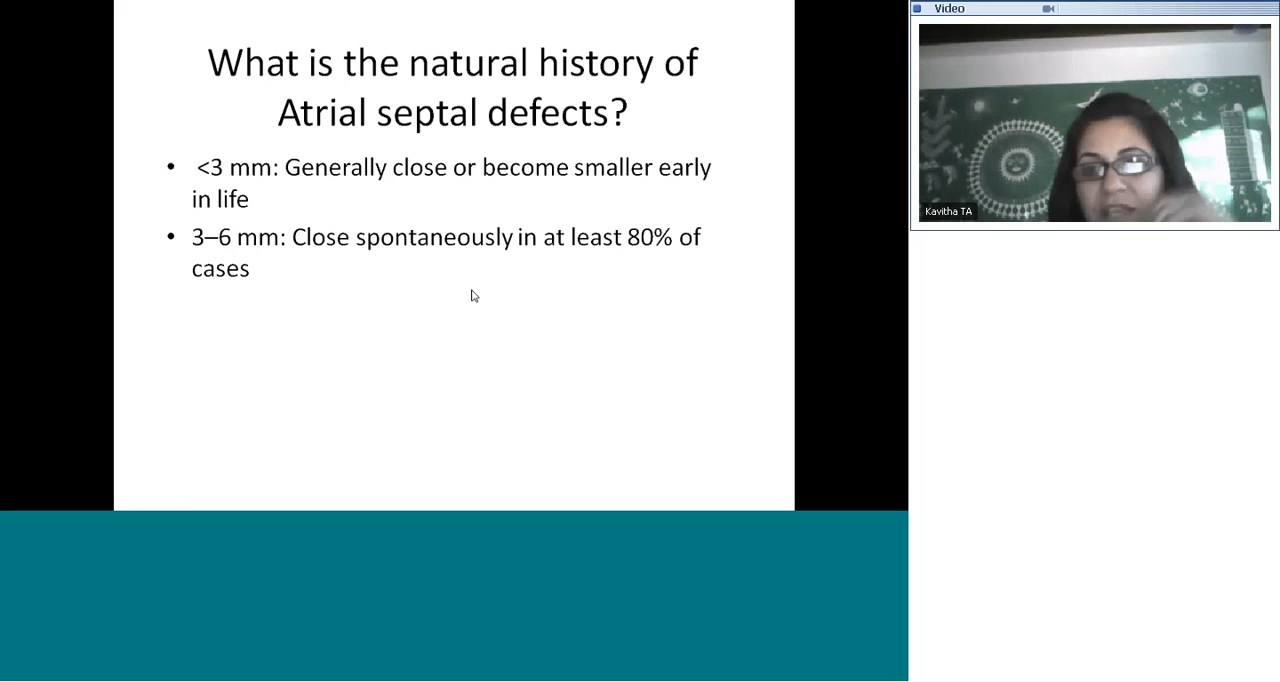 What is the natural history of
Atrial septal defects?
• <3 mm: Generally close or become smaller early
in life
• 3–6 mm: Close spontaneously in at least 80% of
cases
Video
Kavitha TA